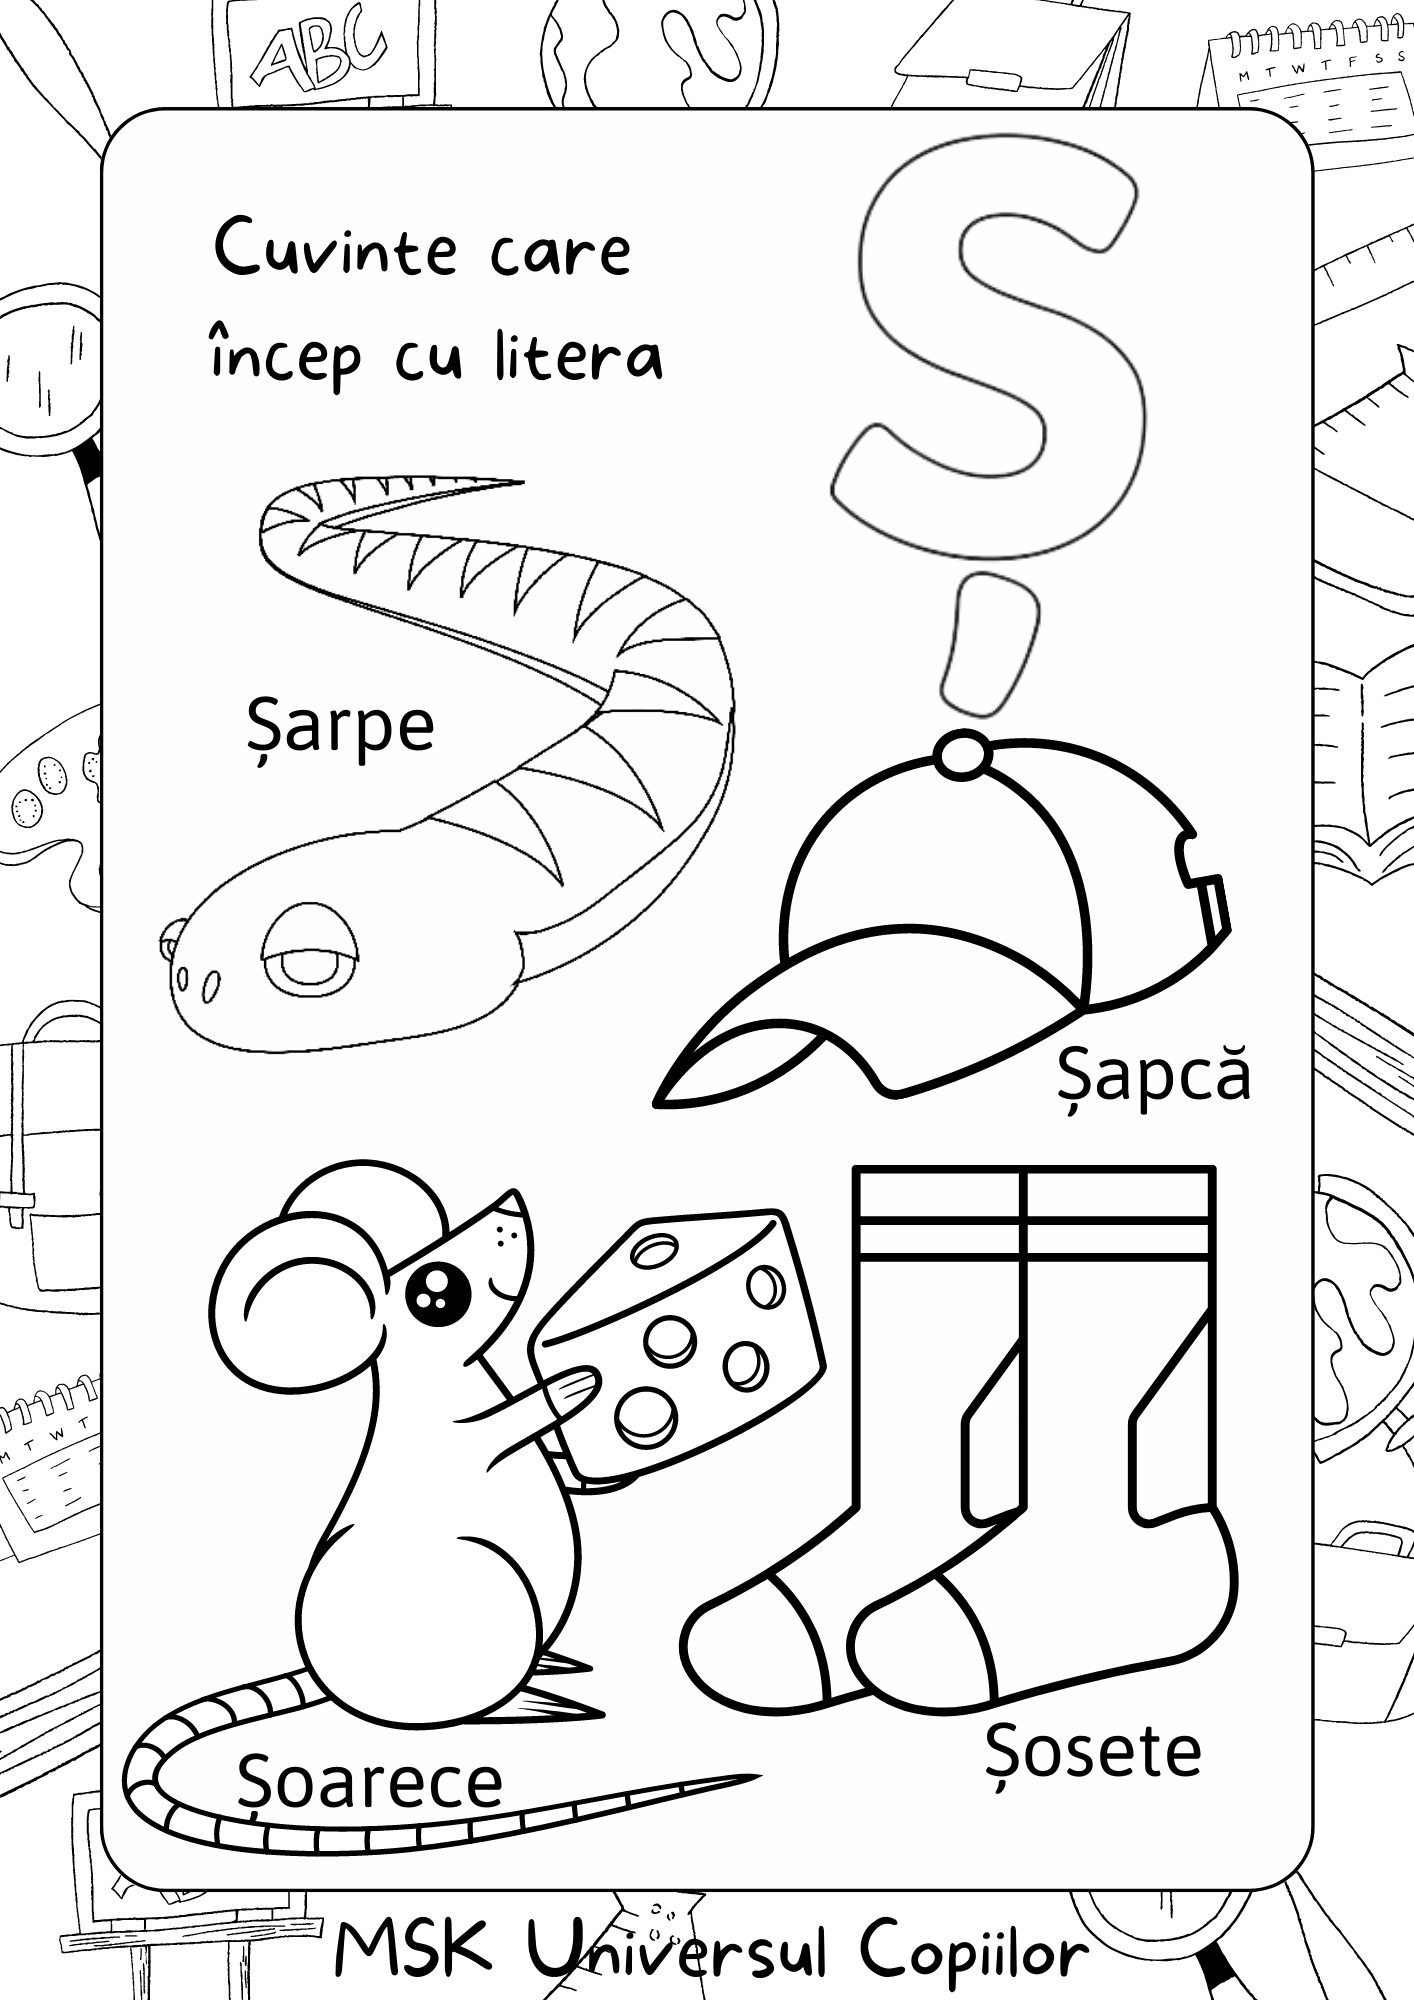 ABC
M T W T F S S
Cuvinte care
încep cu litera
Ș
Șarpe
Șapcă
M T W T
Șoarece
Șosete
MSK Universul Copiilor